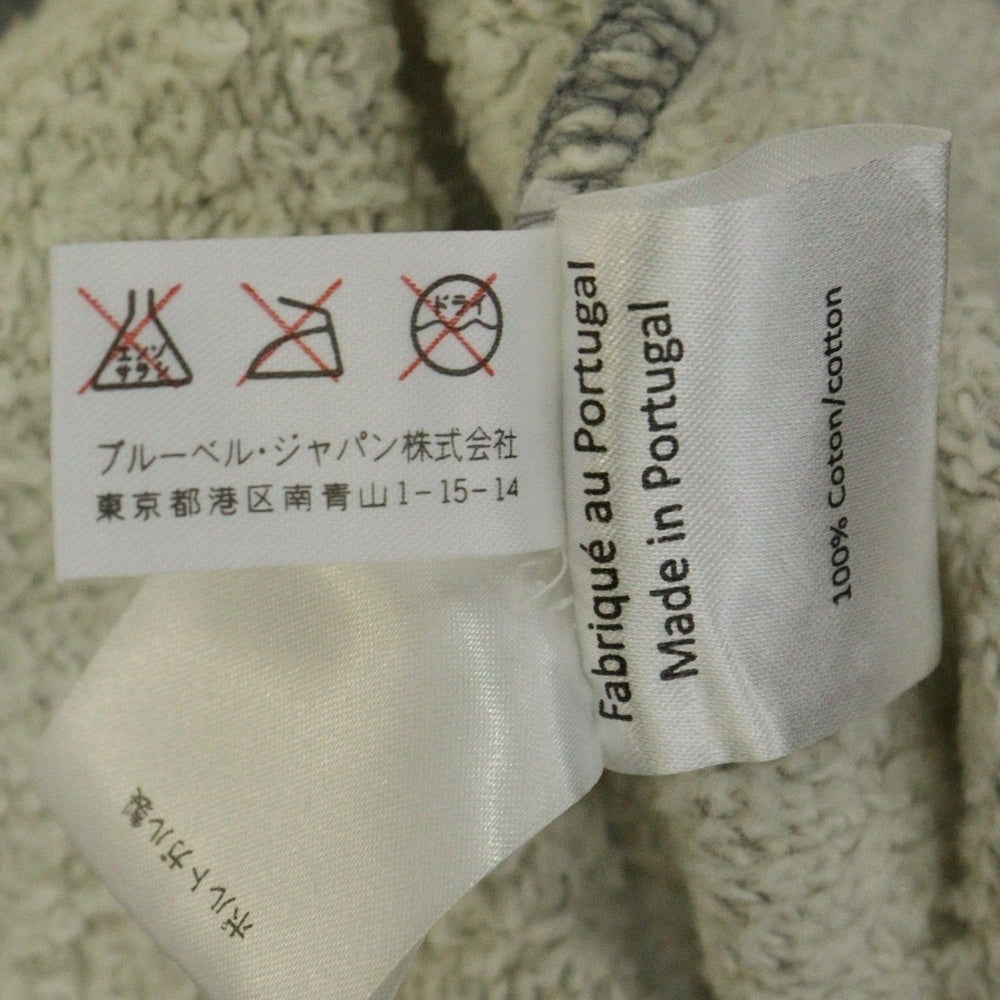 エンソ
サラシ
ドライ
ブルーベル・ジャパン株式会社
東京都港区南青山1-15-14
Fabriqué au Portugal
Made in Portugal
100% Coton/cotton
ポルトガル製